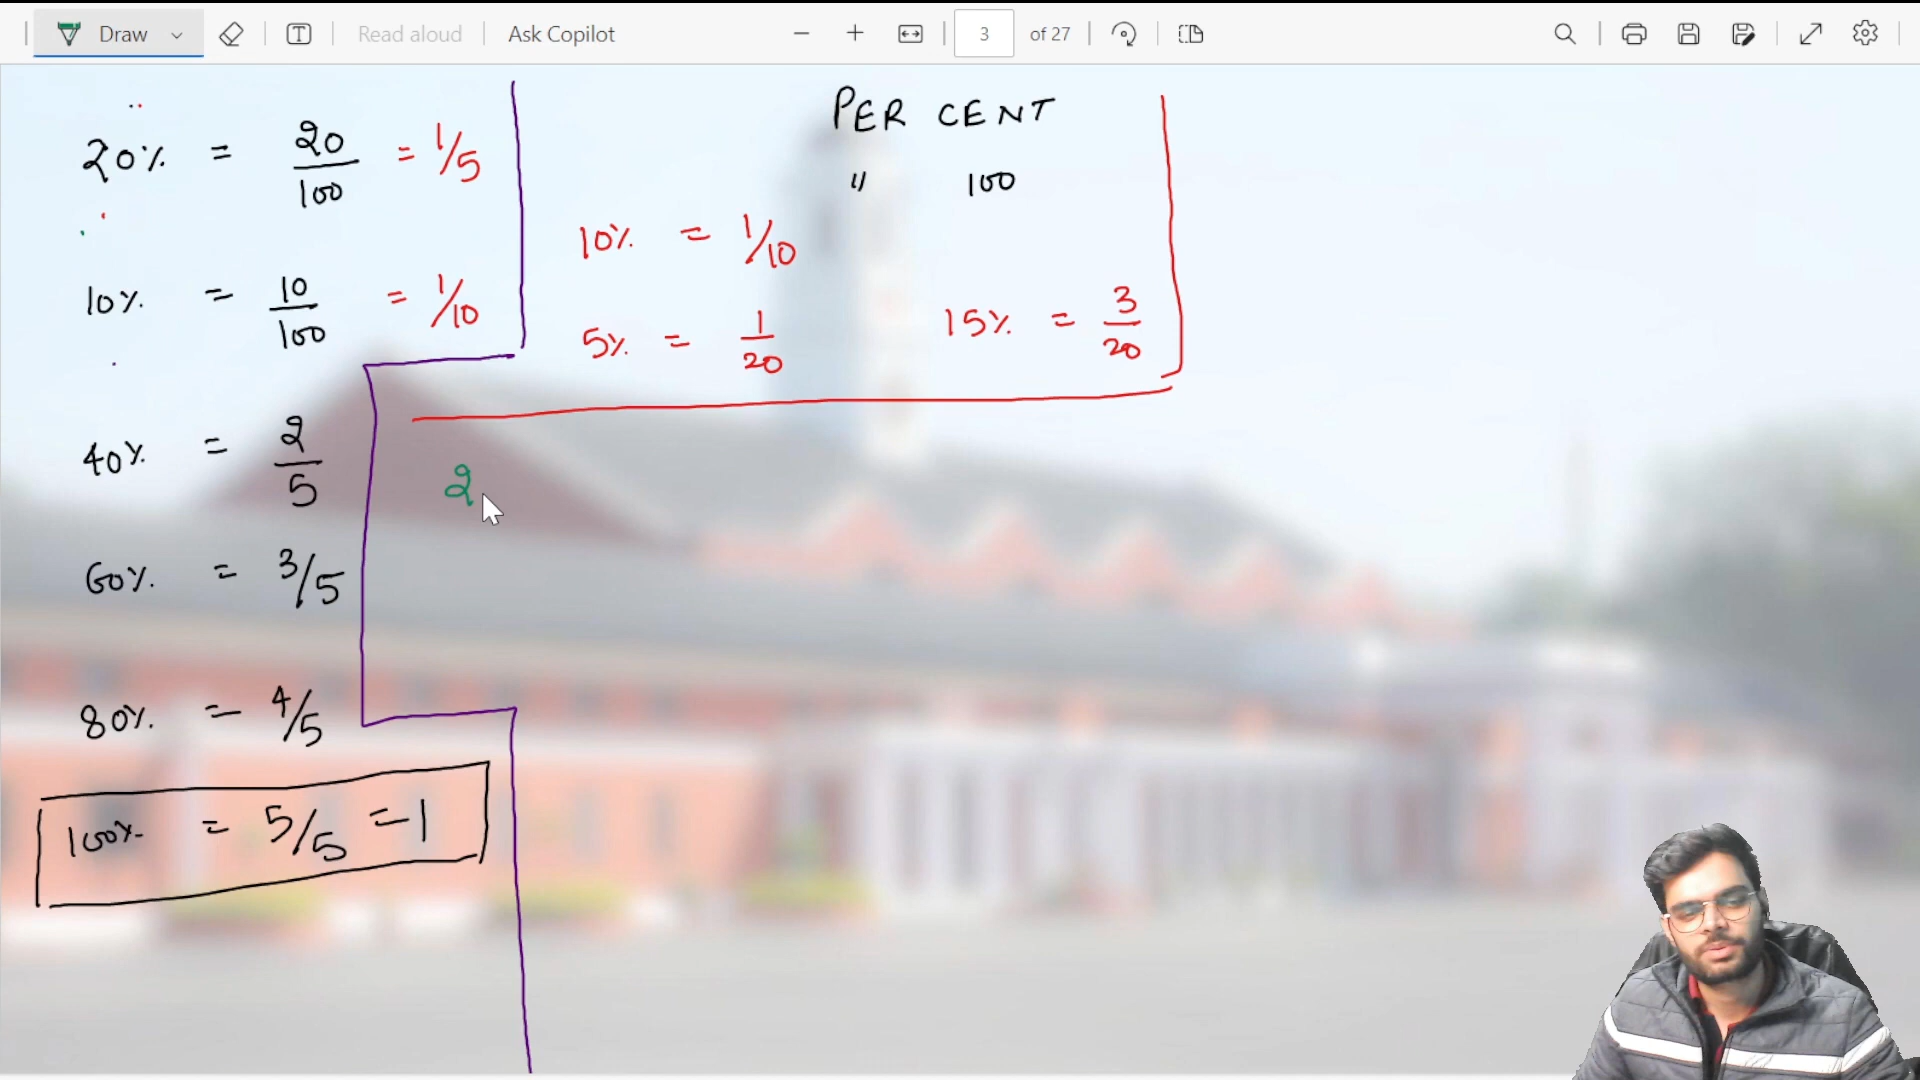 Draw Read aloud Ask Copilot 3 of 27
20% = 20/100 = 1/5
10% = 10/100 = 1/10
40% = 2/5
60% = 3/5
80% = 4/5
100% = 5/5 = 1
PER CENT
" 100
10% = 1/10
5% = 1/20
15% = 3/20
2